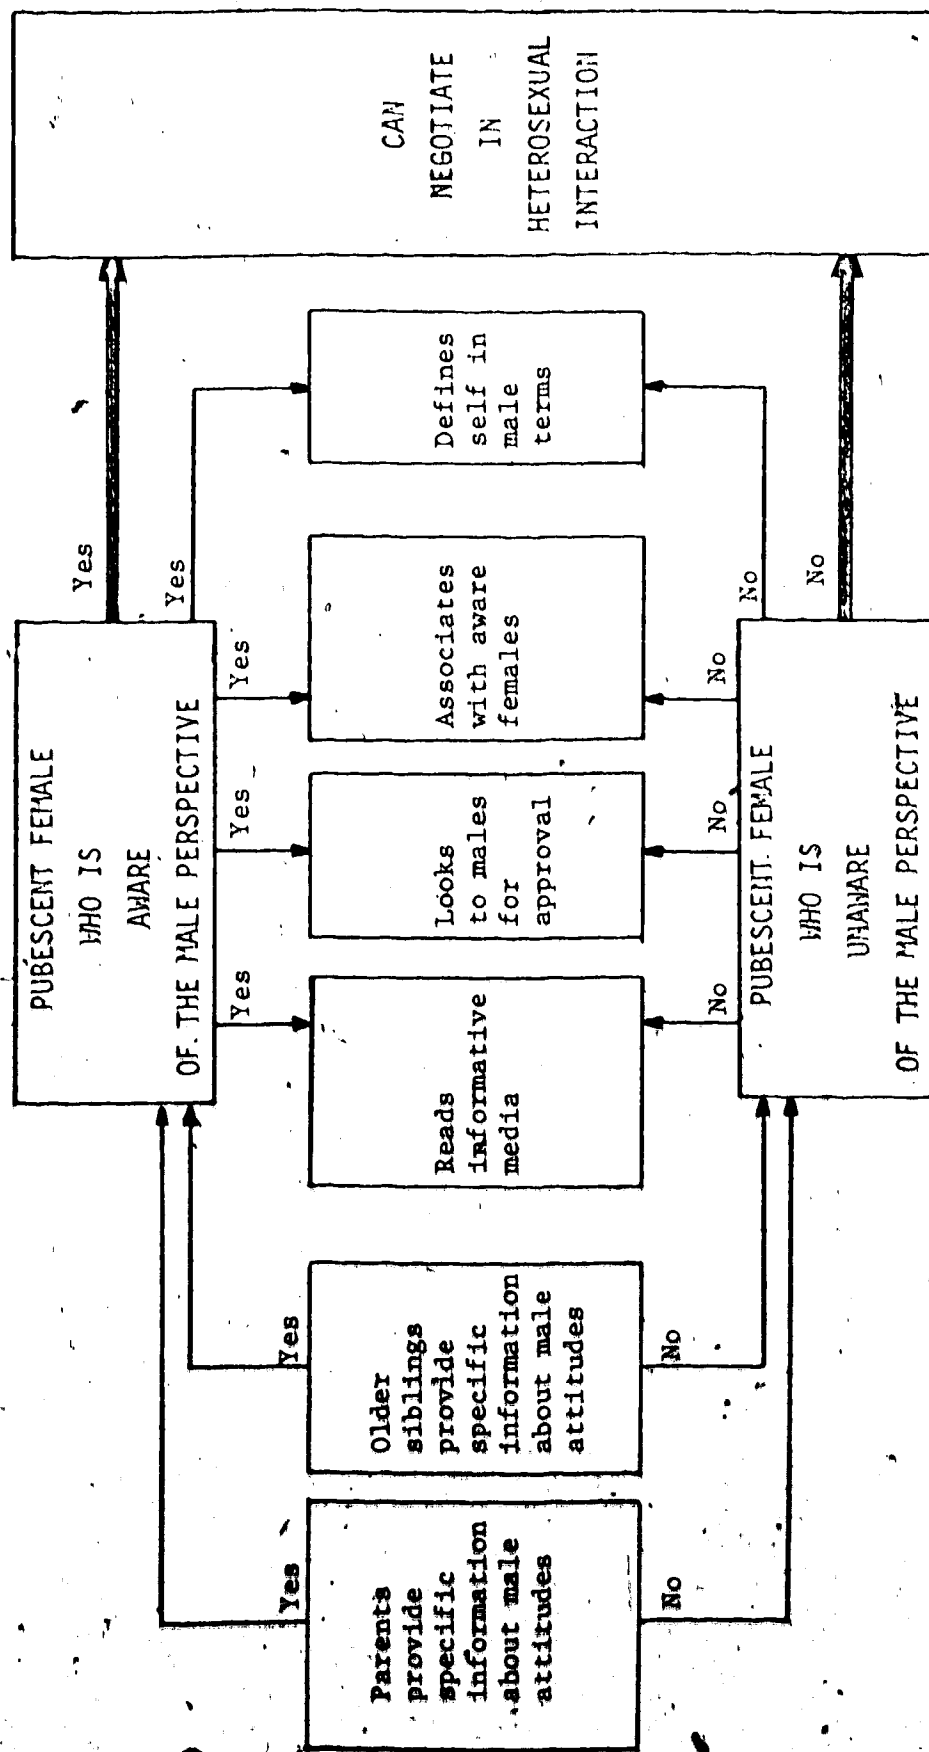 PUBESCENT FEMALE
WHO IS
AWARE
OF THE MALE PERSPECTIVE
Yes
Yes
Yes
Yes
Yes
Yes
Yes
Parents
provide
specific
information
about male
attitudes
Older
siblings
provide
specific
information
about male
attitudes
Reads
informative
media
Looks
to males
for
approval
Associates
with aware
females
Defines
self in
male
terms
CAN
NEGOTIATE
IN
HETEROSEXUAL
INTERACTION
No
No
No
No
No
No
No
PUBESCENT FEMALE
WHO IS
UNAWARE
OF THE MALE PERSPECTIVE